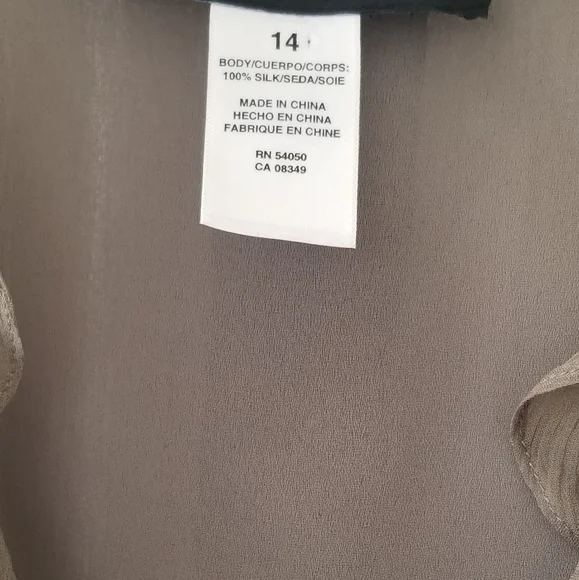 14
BODY/CUERPO/CORPS:
100% SILK/SEDA/SOIE
MADE IN CHINA
HECHO EN CHINA
FABRIQUE EN CHINE
RN 54050
CA 08349